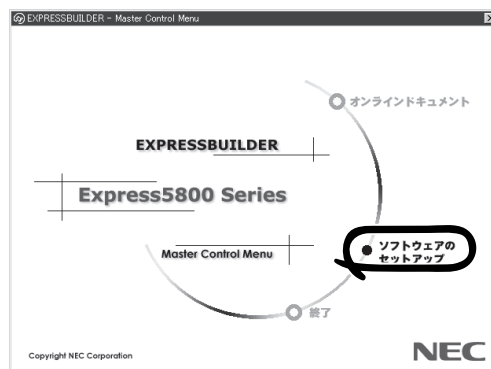 EXPRESSBUILDER - Master Control Menu
オンラインドキュメント
EXPRESSBUILDER
Express5800 Series
Master Control Menu
ソフトウェアの
セットアップ
終了
Copyright NEC Corporation
NEC